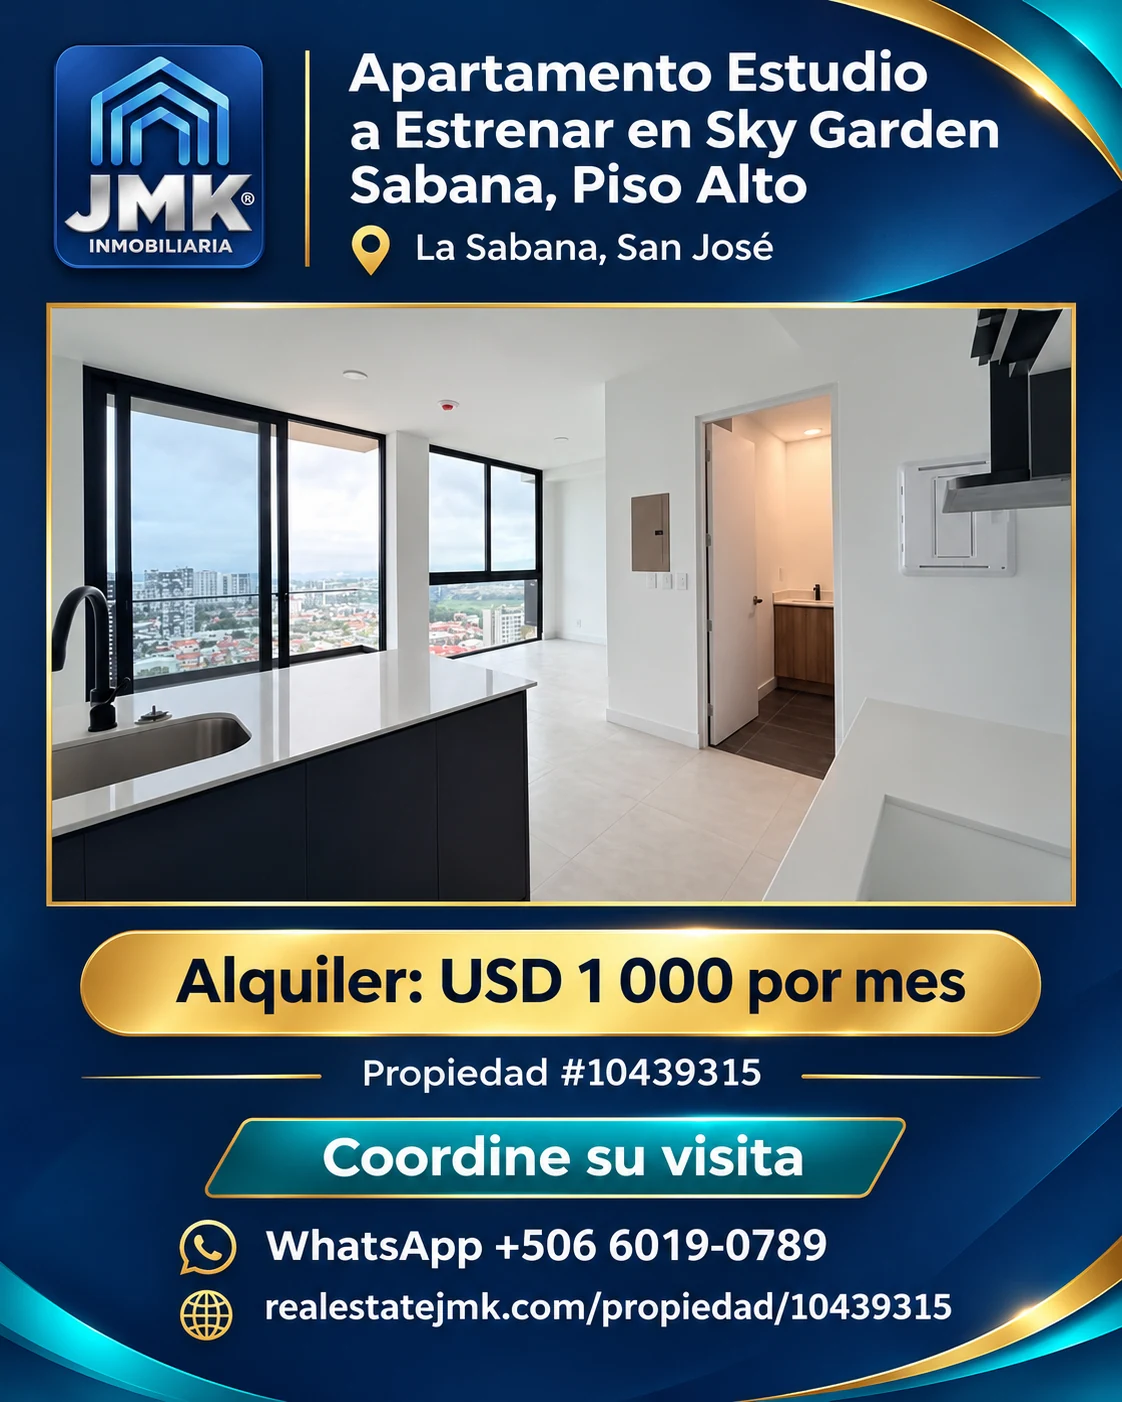 JMK®
INMOBILIARIA
Apartamento Estudio
a Estrenar en Sky Garden
Sabana, Piso Alto
La Sabana, San José
Alquiler: USD 1 000 por mes
Propiedad #10439315
Coordine su visita
WhatsApp +506 6019-0789
realestatejmk.com/propiedad/10439315